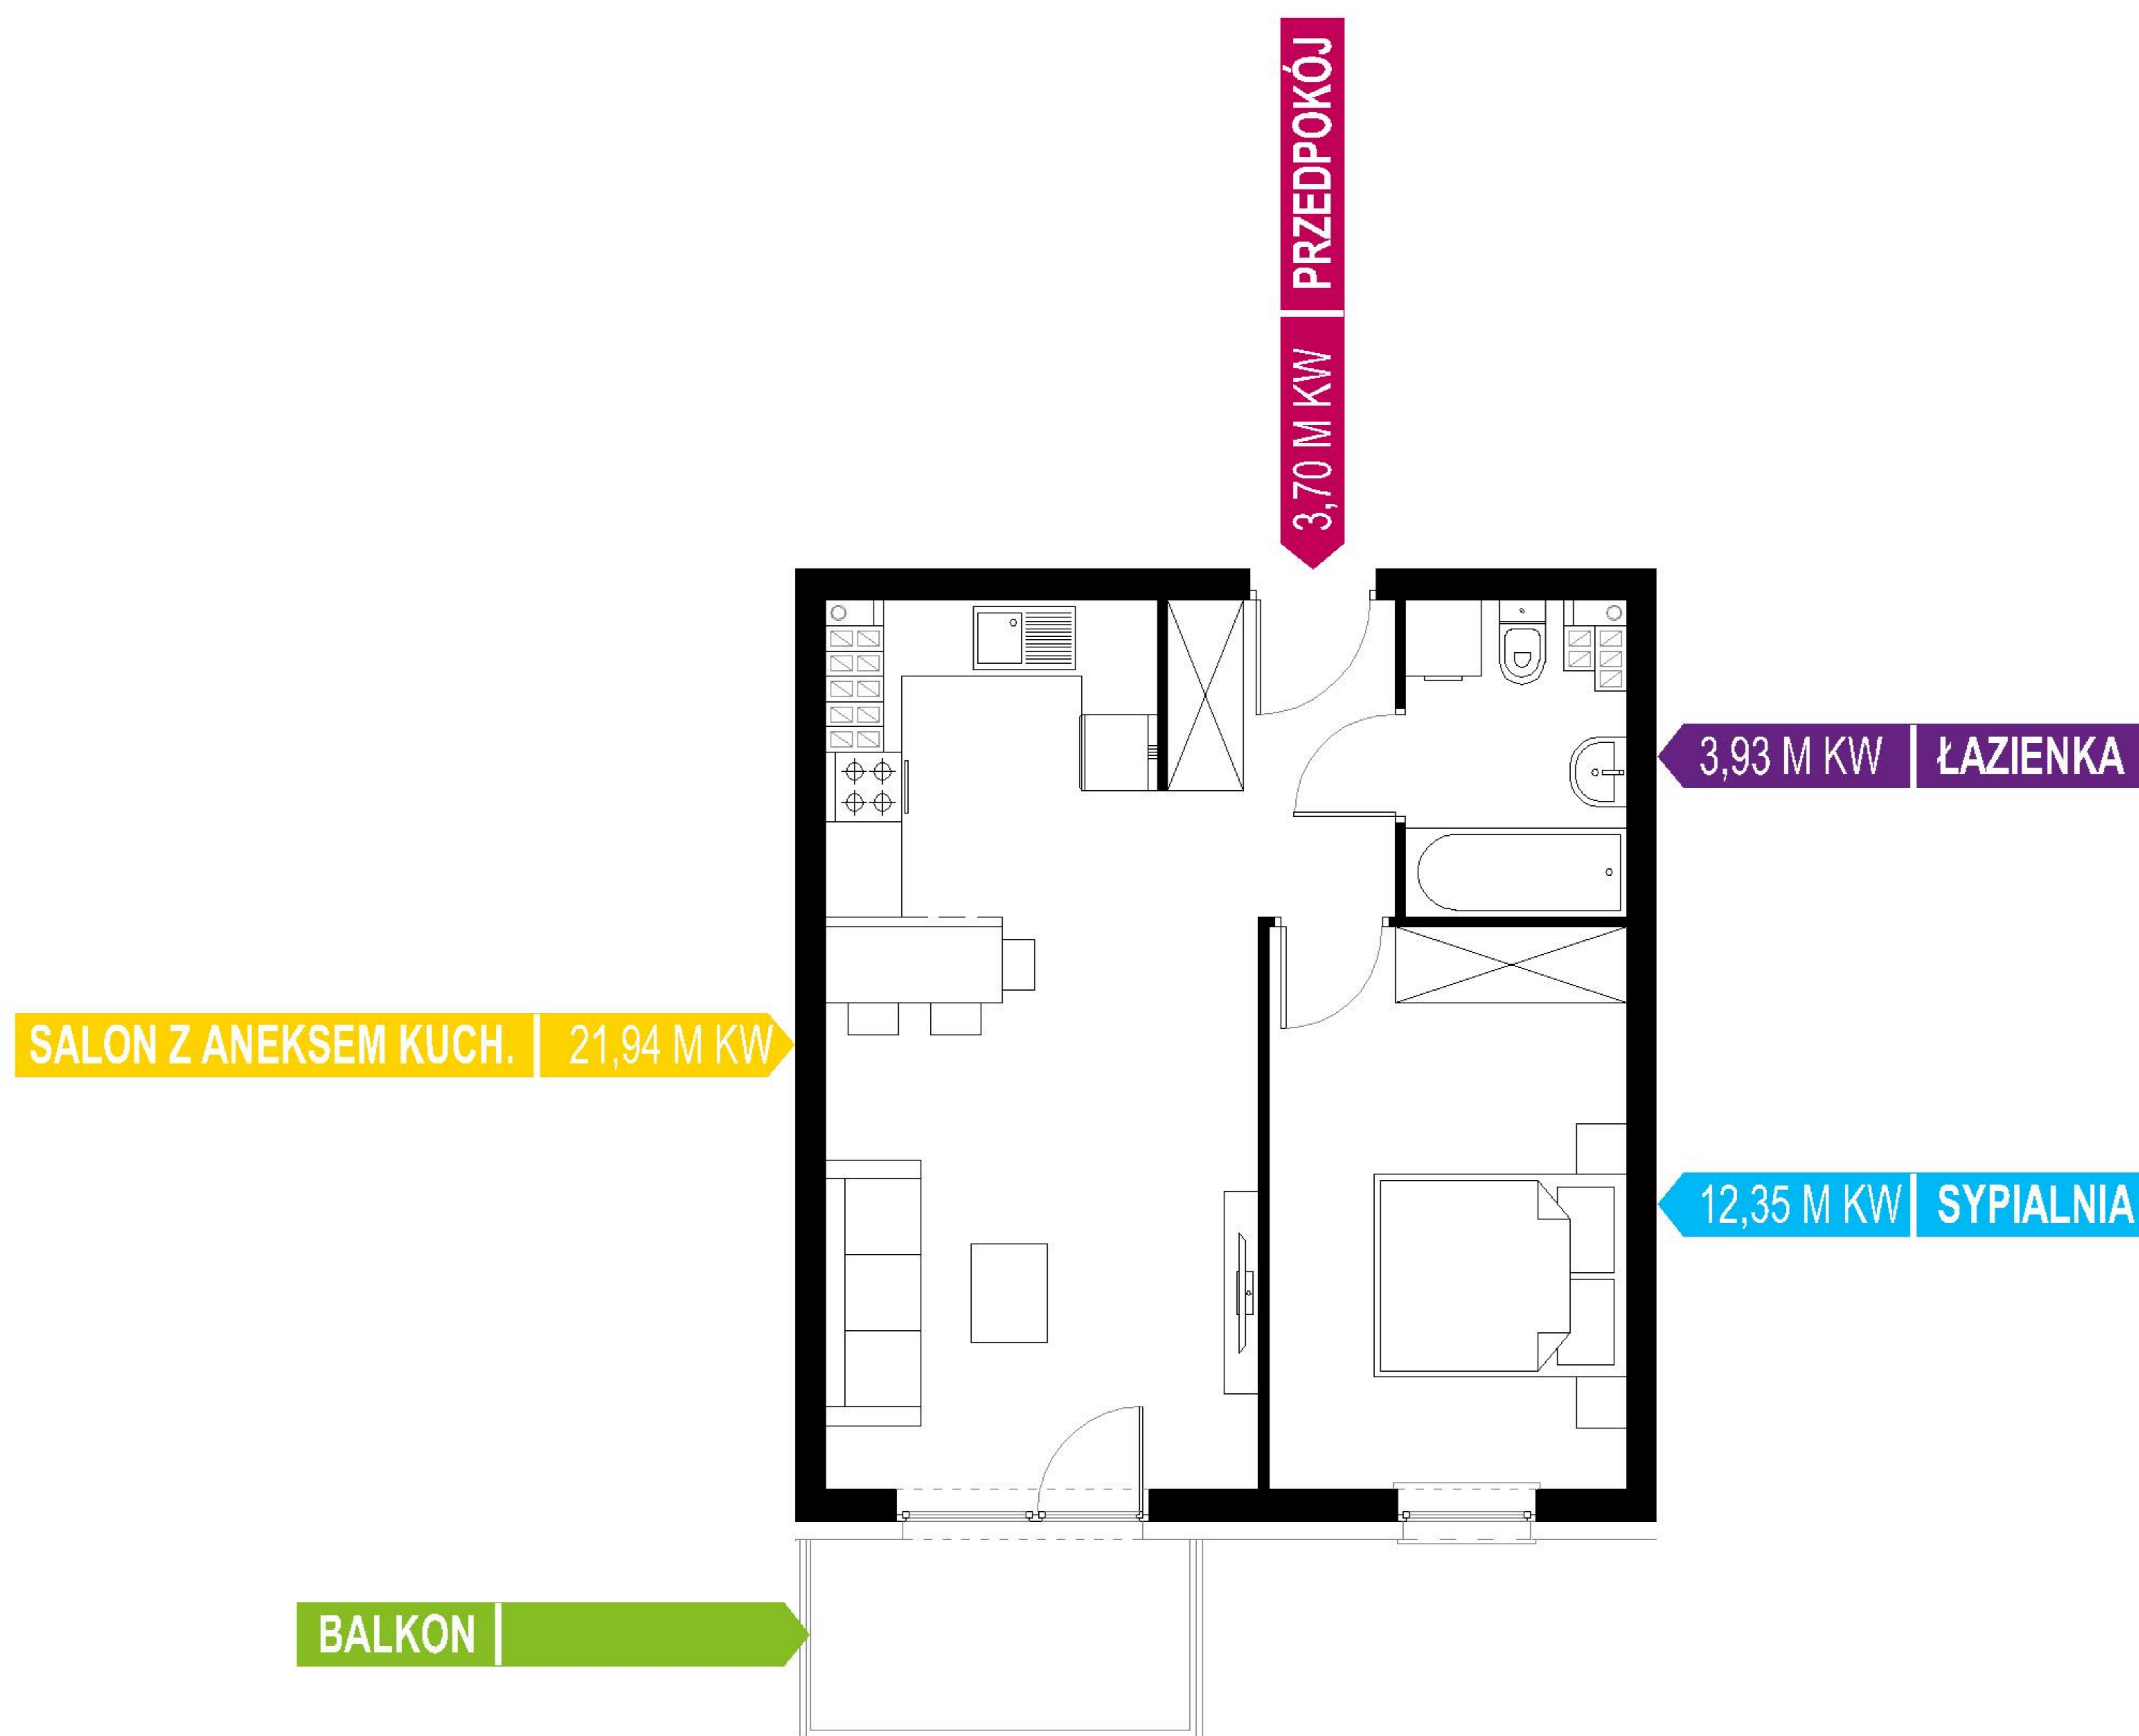 PRZEDPOKÓJ | 3,70 M KW
3,93 M KW | ŁAZIENKA
SALON Z ANEKSEM KUCH. | 21,94 M KW
12,35 M KW | SYPIALNIA
BALKON |